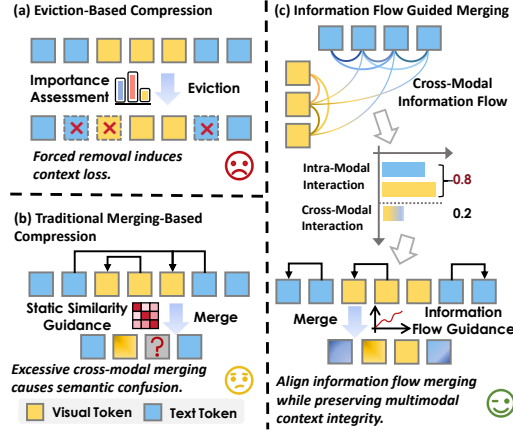 (a) Eviction-Based Compression
Importance
Assessment
Eviction
Forced removal induces
context loss.
(b) Traditional Merging-Based
Compression
Static Similarity
Guidance
Merge
?
Excessive cross-modal merging
causes semantic confusion.
Visual Token
Text Token
(c) Information Flow Guided Merging
Cross-Modal
Information Flow
Intra-Modal
Interaction
0.8
Cross-Modal
Interaction
0.2
Merge
Information
Flow Guidance
Align information flow merging
while preserving multimodal
context integrity.